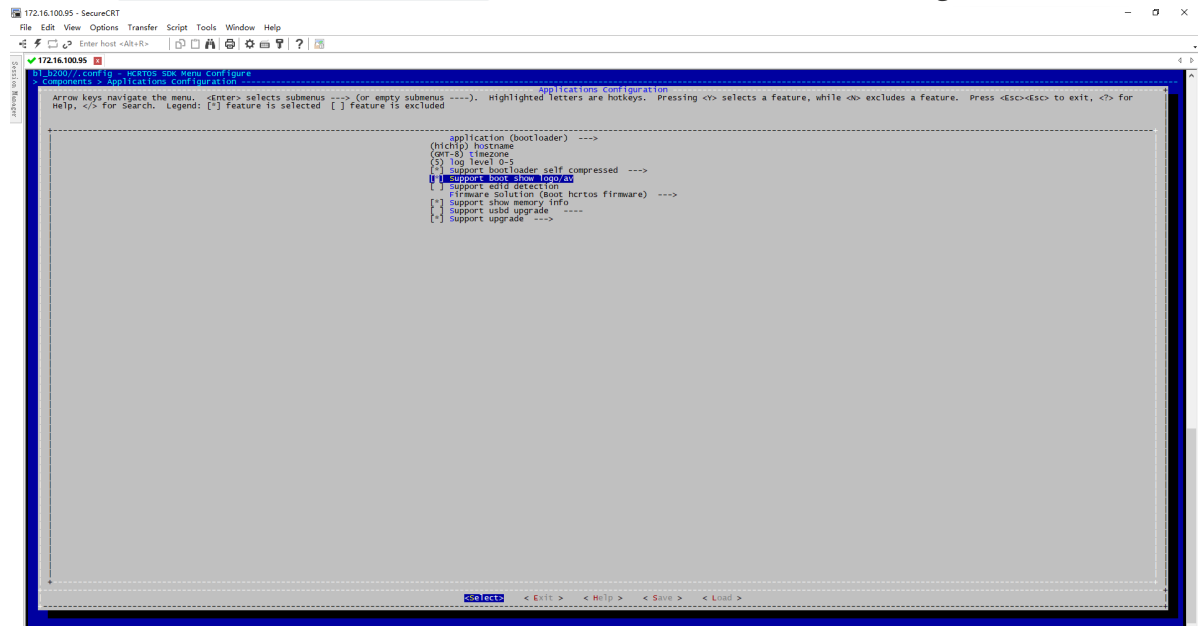 172.16.100.95 - SecureCRT
File Edit View Options Transfer Script Tools Window Help
Enter host <Alt+R>
Session Manager
172.16.100.95
bl_b200//.config - HCRTOS SDK Menu Configure
> Components > Applications Configuration
Applications Configuration
Arrow keys navigate the menu. <Enter> selects submenus ---> (or empty submenus ----). Highlighted letters are hotkeys. Pressing <Y> selects a feature, while <N> excludes a feature. Press <Esc><Esc> to exit, <?> for
Help, </> for Search. Legend: [*] feature is selected [ ] feature is excluded
application (bootloader) --->
(hichip) hostname
(GMT-8) timezone
(5) log level 0-5
[*] Support bootloader self compressed --->
[*] Support boot show logo/av
[ ] Support edid detection
Firmware Solution (Boot hcrtos firmware) --->
[*] Support show memory info
[ ] Support usbd upgrade ----
[*] Support upgrade --->
<Select> < Exit > < Help > < Save > < Load >